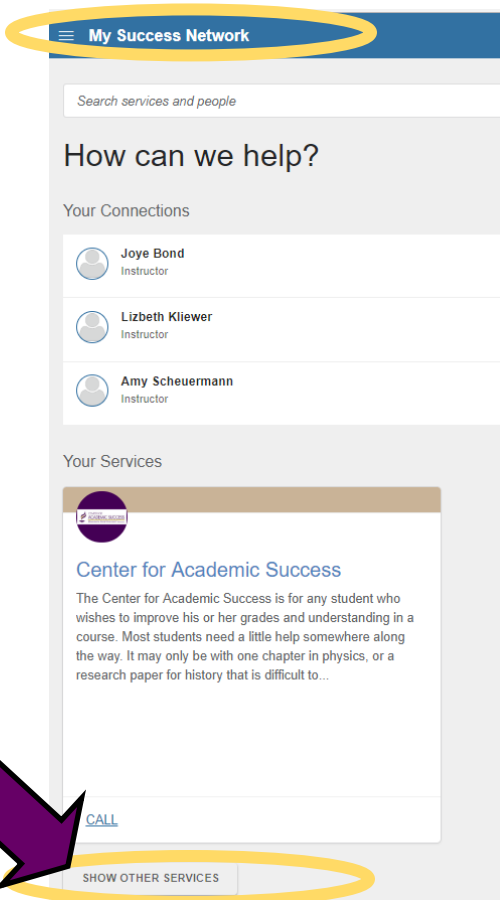 My Success Network
Search services and people
How can we help?
Your Connections
Joye Bond
Instructor
Lizbeth Kliewer
Instructor
Amy Scheuermann
Instructor
Your Services
ACADEMIC SUCCESS
Center for Academic Success
The Center for Academic Success is for any student who
wishes to improve his or her grades and understanding in a
course. Most students need a little help somewhere along
the way. It may only be with one chapter in physics, or a
research paper for history that is difficult to...
CALL
SHOW OTHER SERVICES